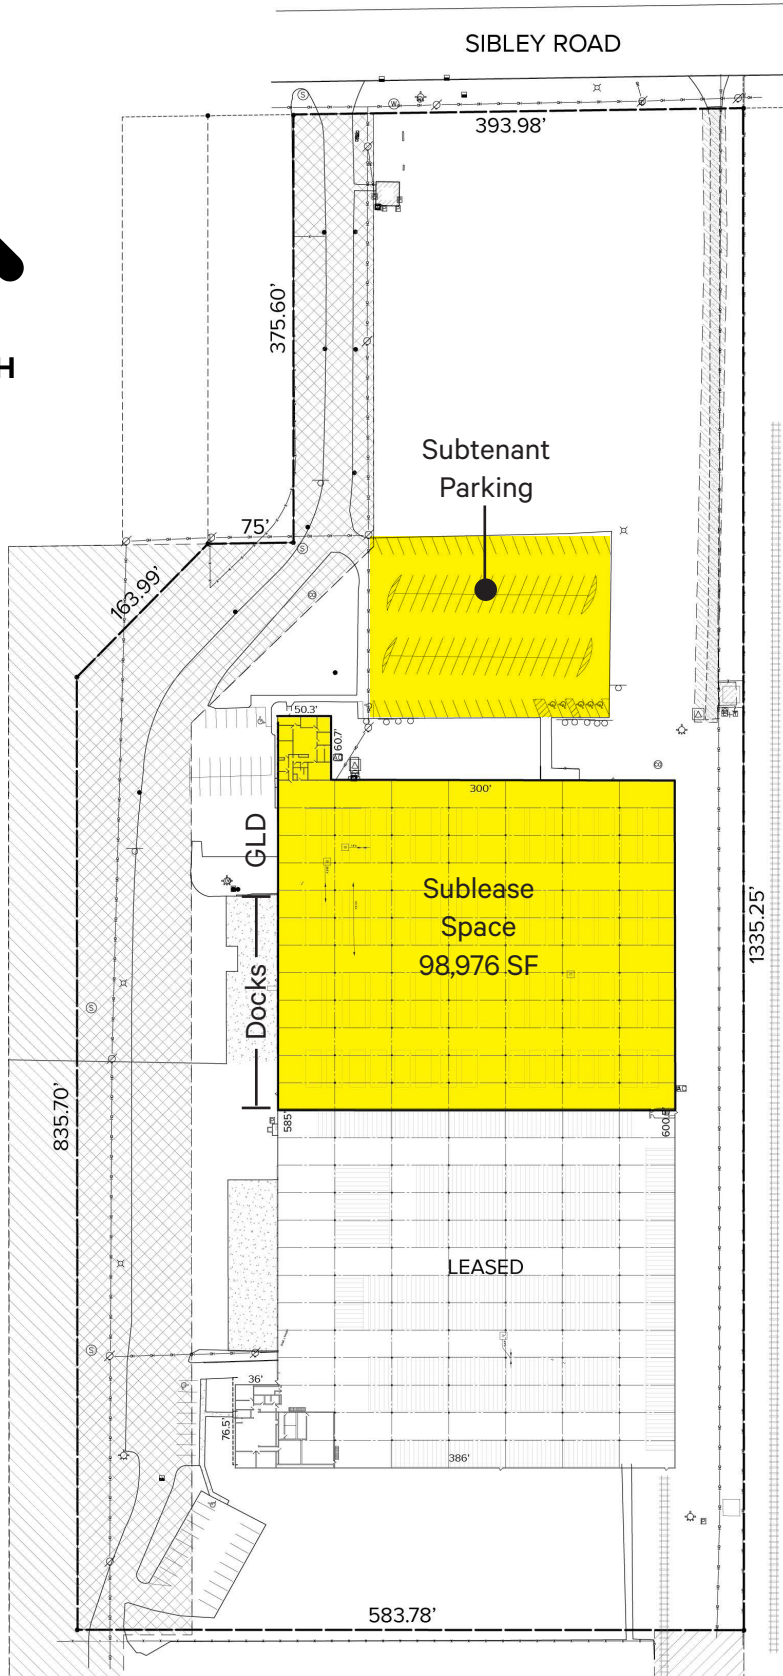 SIBLEY ROAD
393.98'
375.60'
H
Subtenant
Parking
75'
163.99'
50.3'
60.7'
300'
GLD
Sublease
Space
98,976 SF
Docks
1335.25'
835.70'
585'
LEASED
36'
76.5'
386'
583.78'